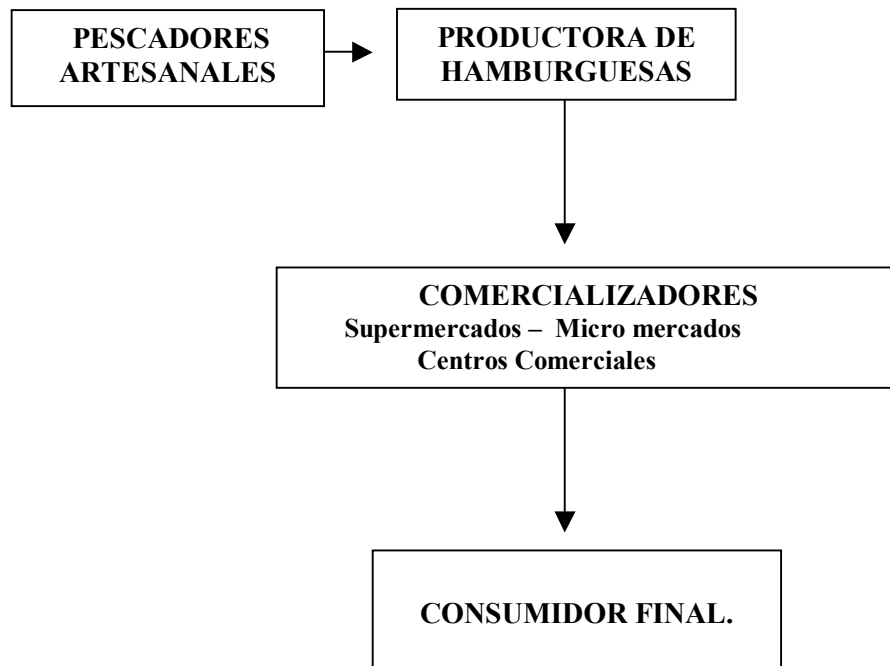 PESCADORES
ARTESANALES
PRODUCTORA DE
HAMBURGUESAS
COMERCIALIZADORES
Supermercados – Micro mercados
Centros Comerciales
CONSUMIDOR FINAL.